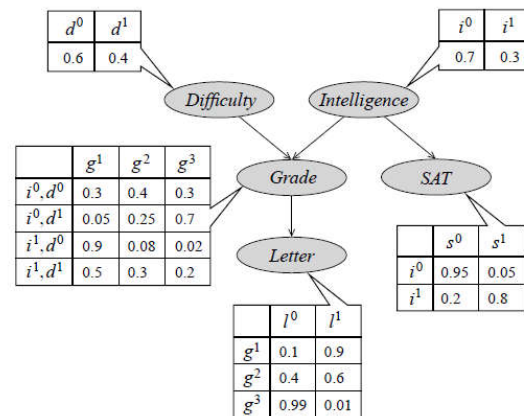 d⁰ d¹
0.6 0.4
i⁰ i¹
0.7 0.3
Difficulty
Intelligence
g¹ g² g³
i⁰,d⁰ 0.3 0.4 0.3
i⁰,d¹ 0.05 0.25 0.7
i¹,d⁰ 0.9 0.08 0.02
i¹,d¹ 0.5 0.3 0.2
Grade
SAT
s⁰ s¹
i⁰ 0.95 0.05
i¹ 0.2 0.8
Letter
l⁰ l¹
g¹ 0.1 0.9
g² 0.4 0.6
g³ 0.99 0.01